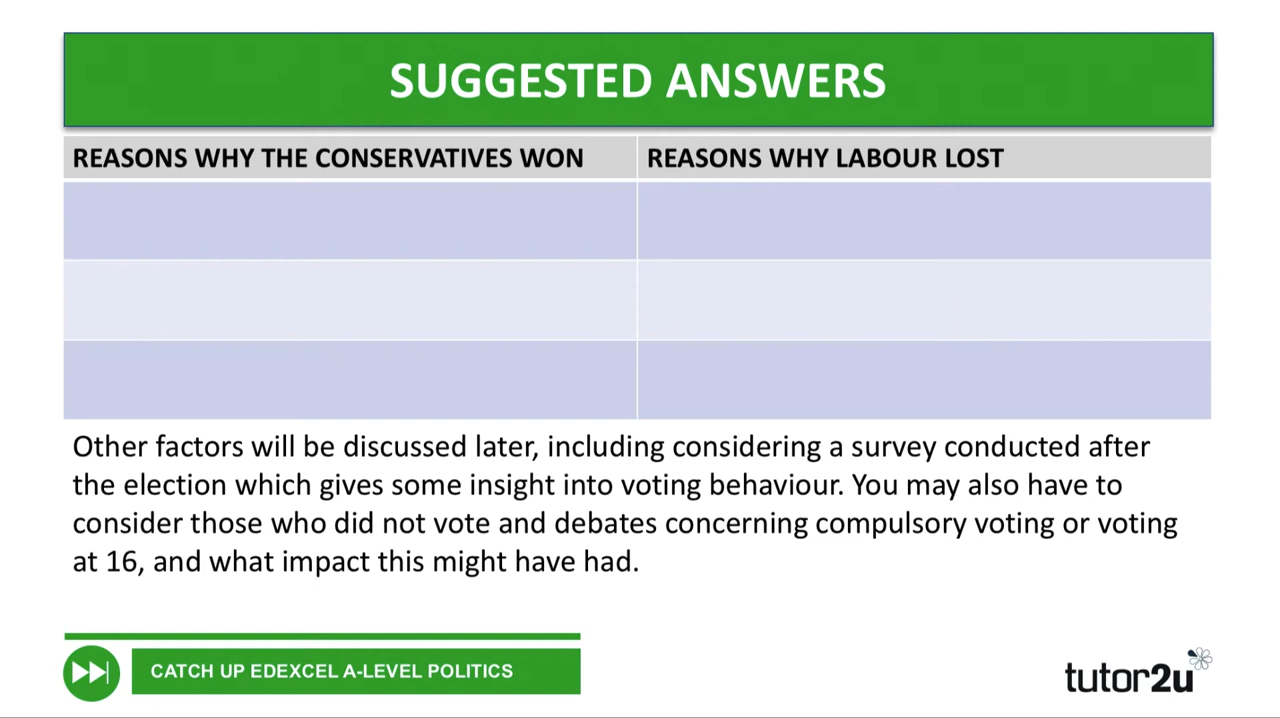 SUGGESTED ANSWERS
REASONS WHY THE CONSERVATIVES WON
REASONS WHY LABOUR LOST
Other factors will be discussed later, including considering a survey conducted after
the election which gives some insight into voting behaviour. You may also have to
consider those who did not vote and debates concerning compulsory voting or voting
at 16, and what impact this might have had.
CATCH UP EDEXCEL A-LEVEL POLITICS
tutor2u